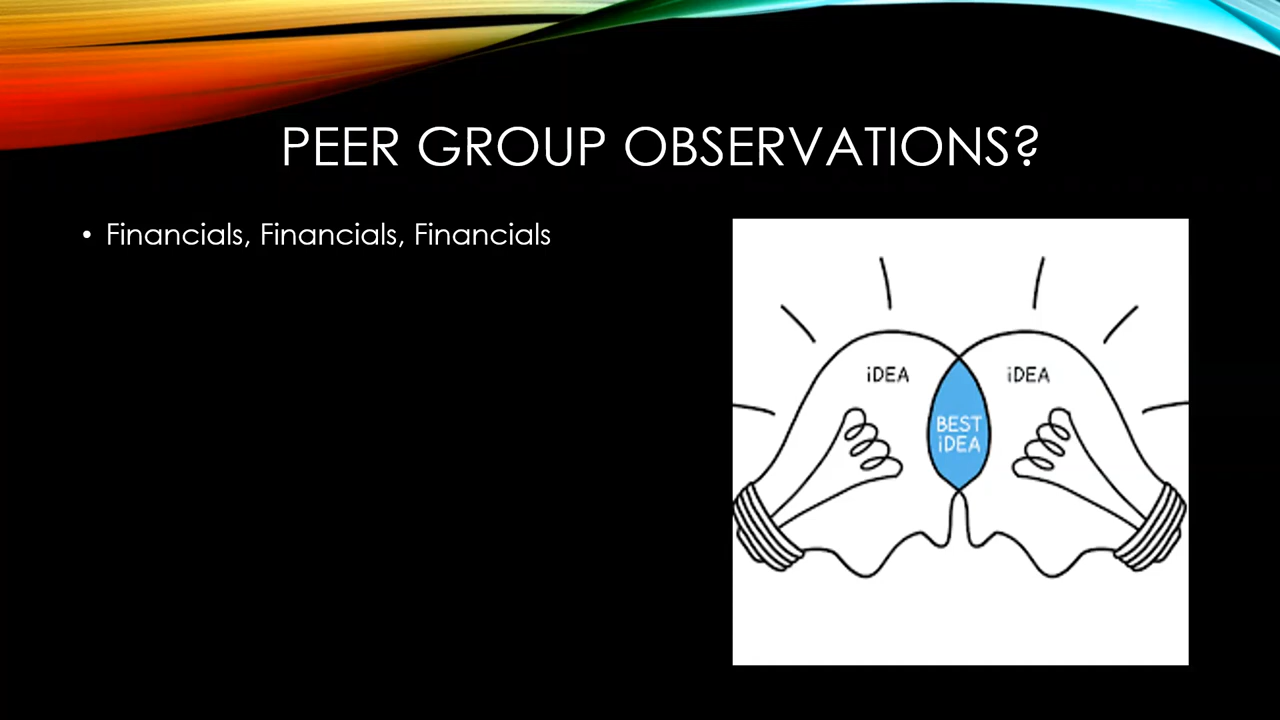 PEER GROUP OBSERVATIONS?
• Financials, Financials, Financials
iDEA
iDEA
BEST
iDEA